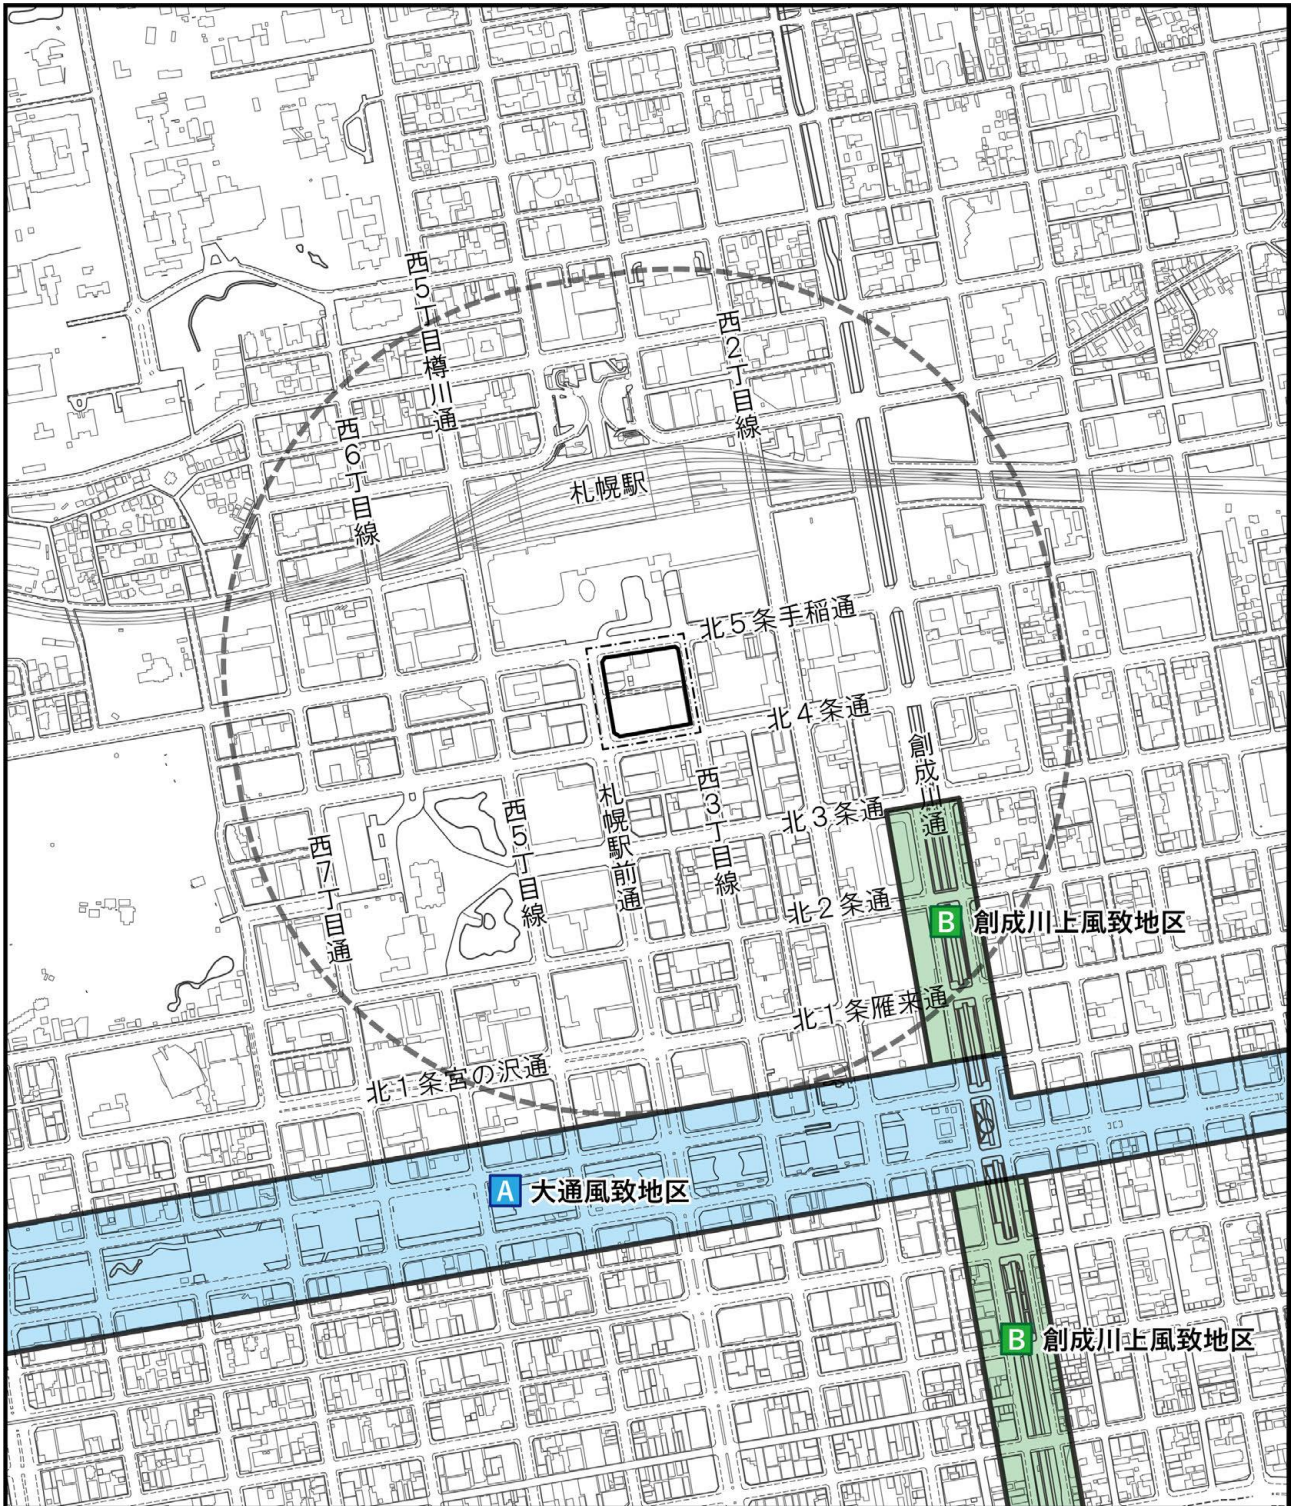 西5丁目樽川通
西2丁目線
西6丁目線
札幌駅
北5条手稲通
北4条通
創成川通
西3丁目線
札幌駅前通
西5丁目線
北3条通
西7丁目通
北2条通
B 創成川上風致地区
北1条雁来通
北1条宮の沢通
A 大通風致地区
B 創成川上風致地区